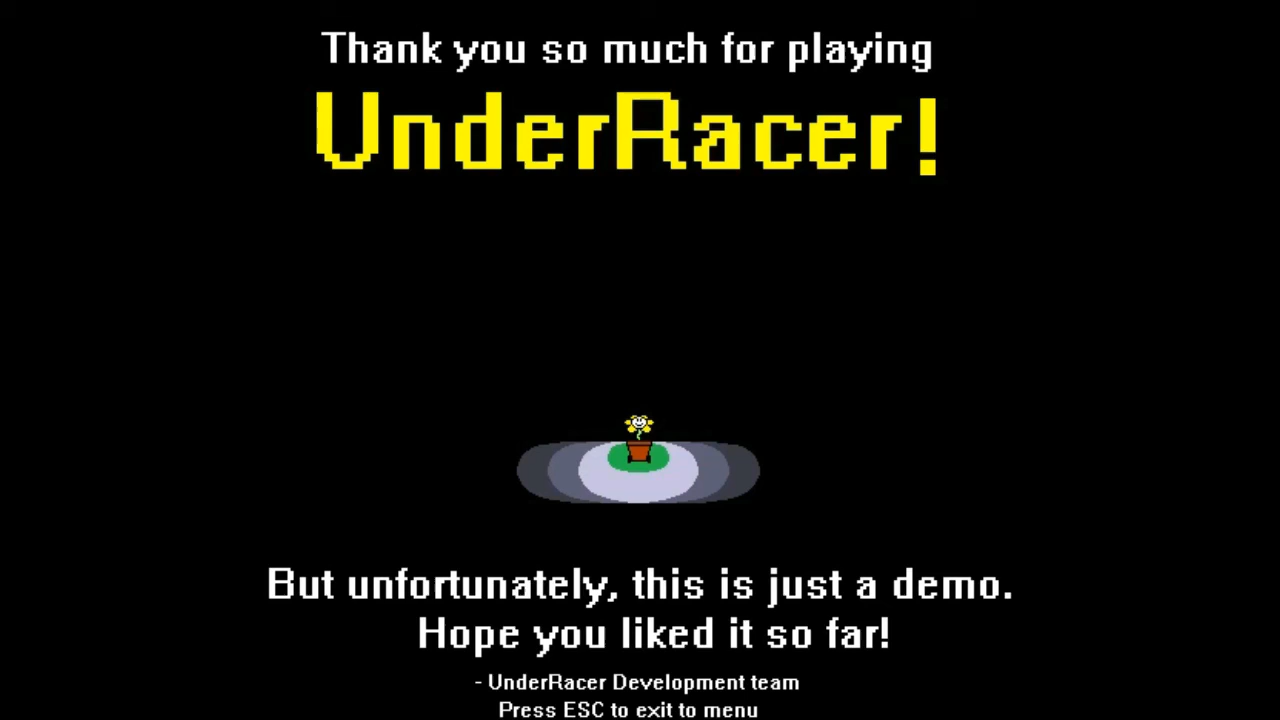 Thank you so much for playing
UnderRacer!
But unfortunately, this is just a demo.
Hope you liked it so far!
- UnderRacer Development team
Press ESC to exit to menu